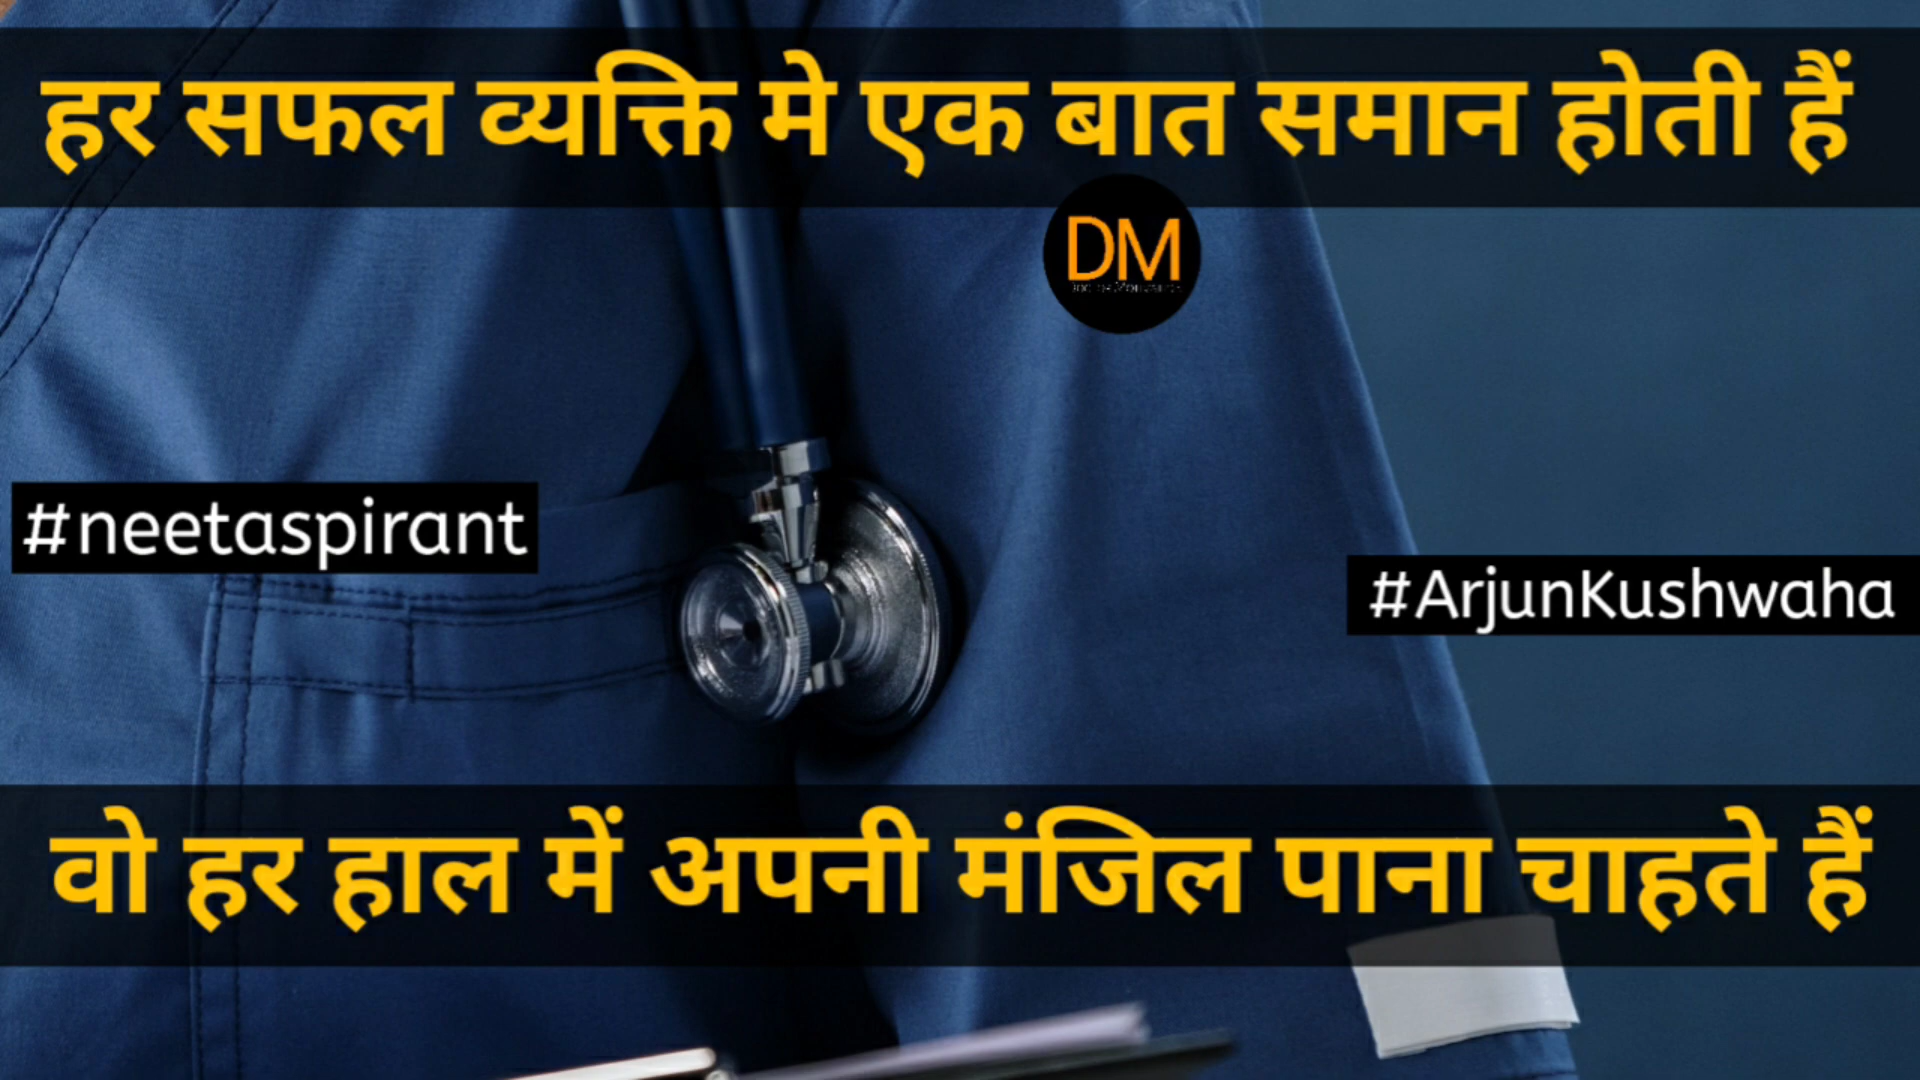 हर सफल व्यक्ति मे एक बात समान होती हैं
DM
#neetaspirant
#ArjunKushwaha
वो हर हाल में अपनी मंजिल पाना चाहते हैं